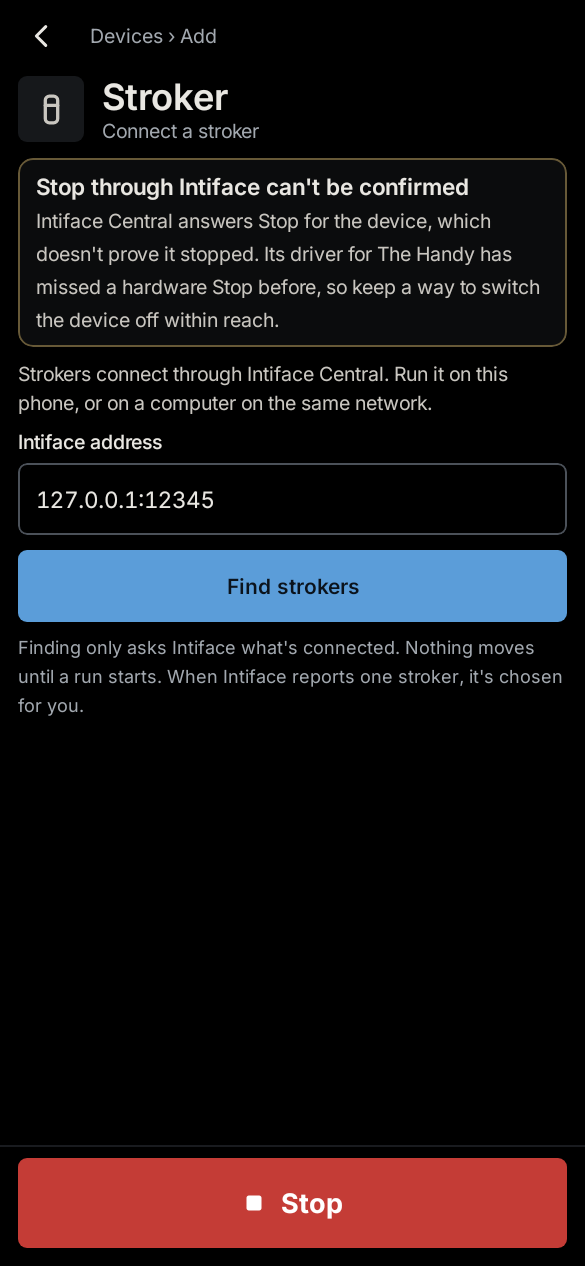 Devices › Add
Stroker
Connect a stroker
Stop through Intiface can't be confirmed
Intiface Central answers Stop for the device, which
doesn't prove it stopped. Its driver for The Handy has
missed a hardware Stop before, so keep a way to switch
the device off within reach.
Strokers connect through Intiface Central. Run it on this
phone, or on a computer on the same network.
Intiface address
127.0.0.1:12345
Find strokers
Finding only asks Intiface what's connected. Nothing moves
until a run starts. When Intiface reports one stroker, it's chosen
for you.
Stop